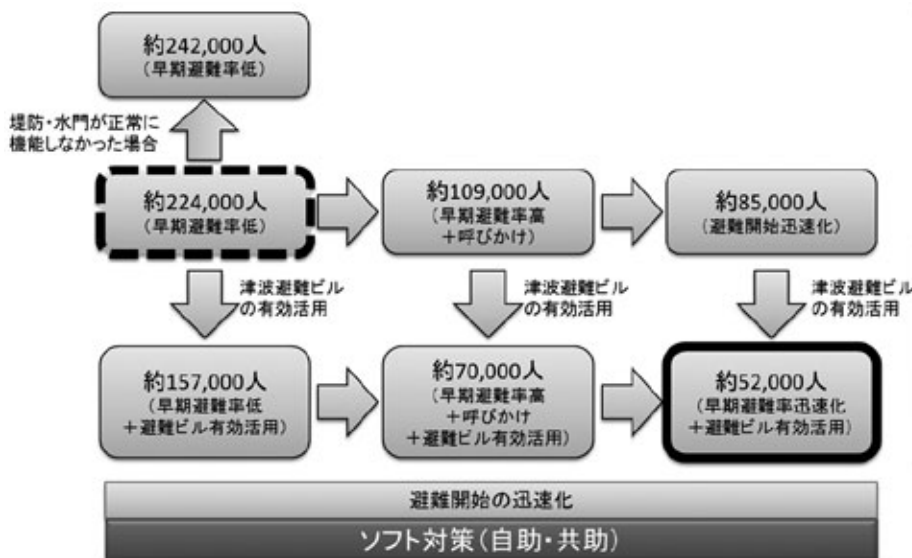 約242,000人
(早期避難率低)
堤防・水門が正常に
機能しなかった場合
約224,000人
(早期避難率低)
約109,000人
(早期避難率高
+呼びかけ)
約85,000人
(避難開始迅速化)
津波避難ビル
の有効活用
津波避難ビル
の有効活用
津波避難ビル
の有効活用
約157,000人
(早期避難率低
+避難ビル有効活用)
約70,000人
(早期避難率高
+呼びかけ
+避難ビル有効活用)
約52,000人
(早期避難率迅速化
+避難ビル有効活用)
避難開始の迅速化
ソフト対策(自助・共助)